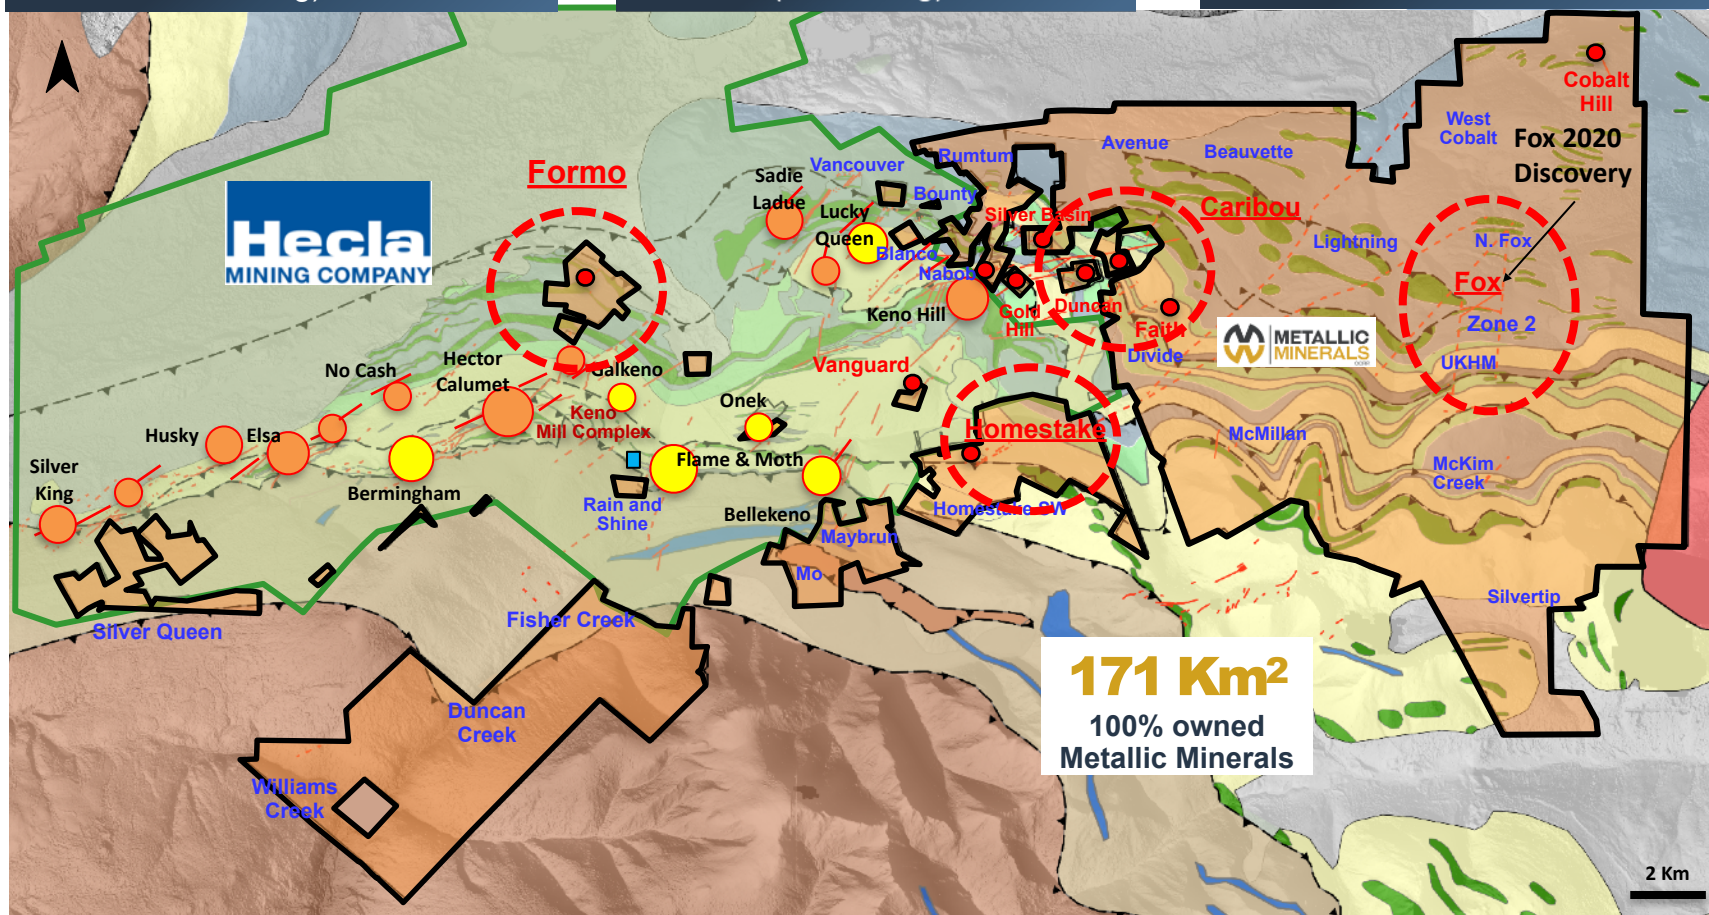 Cobalt
Hill
West
Cobalt
Fox 2020
Discovery
Avenue
Beauvette
Rumtum
Vancouver
Formo
Sadie
Ladue
Bounty
Lucky
Queen
Silver Basin
Caribou
Hecla
MINING COMPANY
Blanco
Nabob
Lightning
N. Fox
Fox
Keno Hill
Gold
Hill
Duncan
Faith
Divide
Zone 2
METALLIC
MINERALS
UKHM
Hector
Calumet
No Cash
Galkeno
Vanguard
Onek
Keno
Mill Complex
Homestake
Husky
Elsa
McMillan
Silver
King
Bermingham
Flame & Moth
McKim
Creek
Rain and
Shine
Bellekeno
Homestake SW
Maybrun
Mo
Silver Queen
Fisher Creek
Silvertip
171 Km²
100% owned
Metallic Minerals
Duncan
Creek
Williams
Creek
2 Km